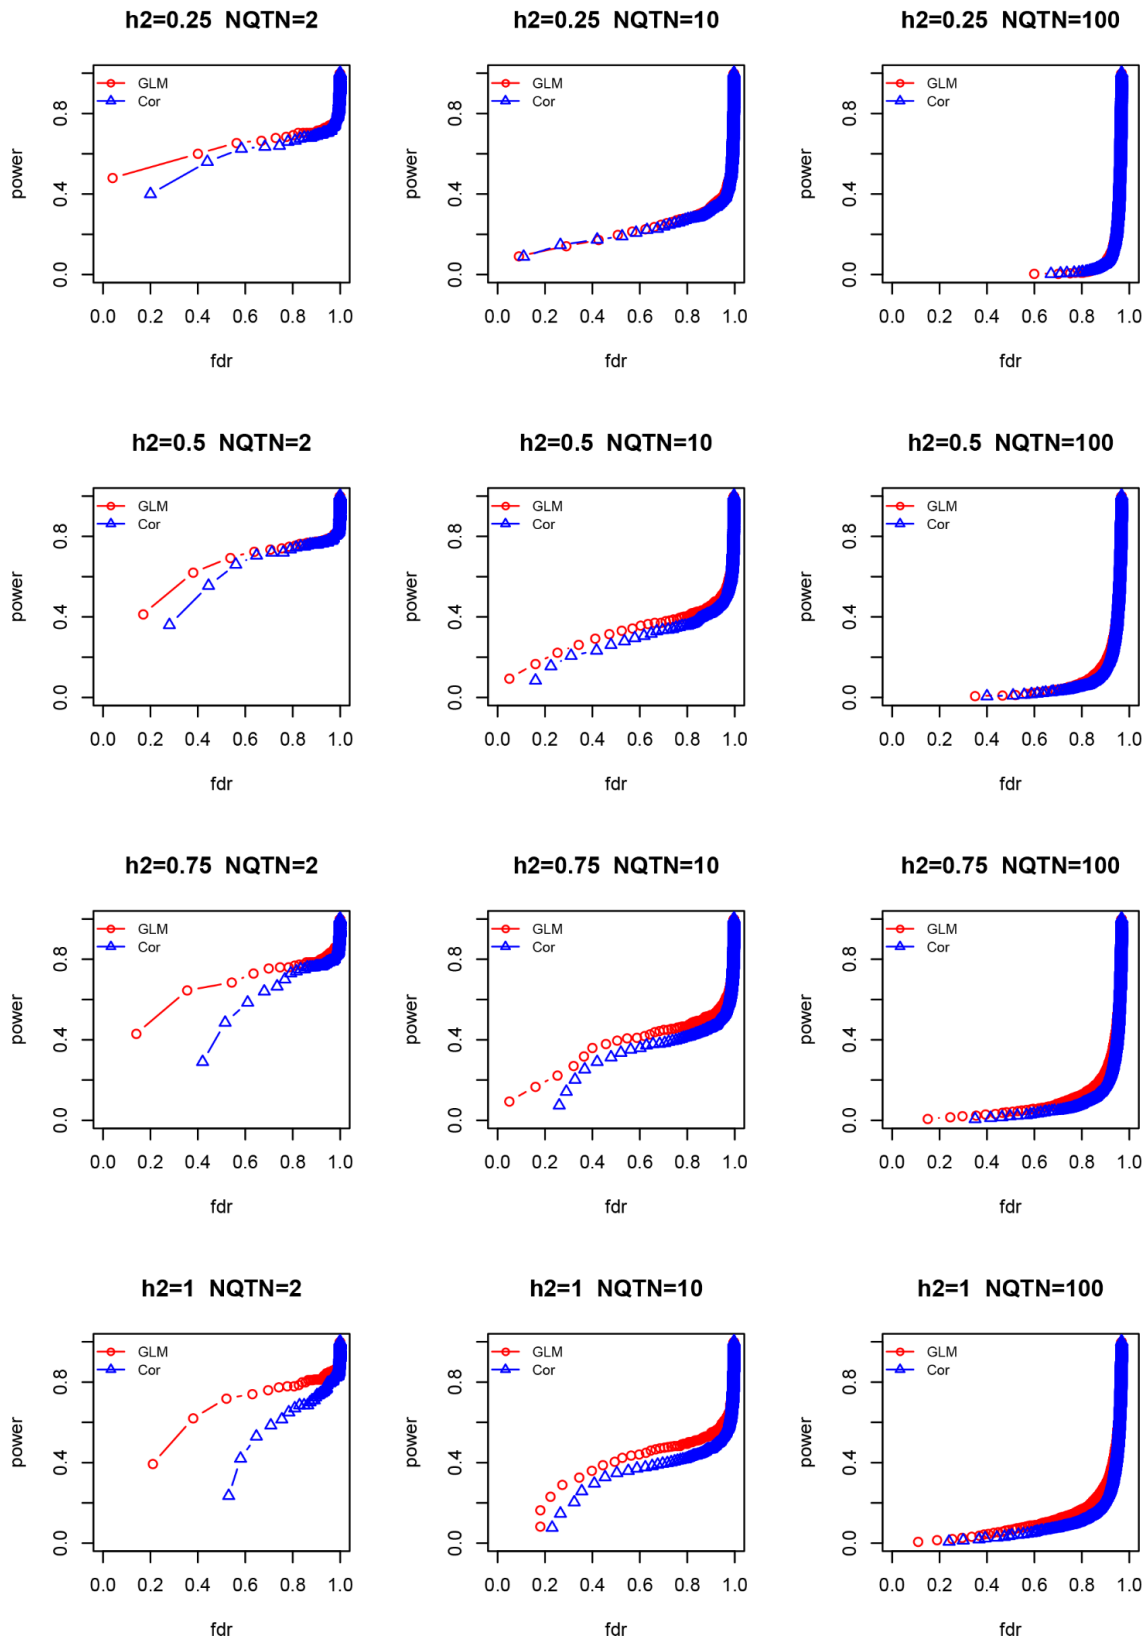 h2=0.25 NQTN=2
h2=0.25 NQTN=10
h2=0.25 NQTN=100
GLM
Cor
GLM
Cor
GLM
Cor
power
0.0 0.4 0.8
power
0.0 0.4 0.8
power
0.0 0.4 0.8
0.0 0.2 0.4 0.6 0.8 1.0
0.0 0.2 0.4 0.6 0.8 1.0
0.0 0.2 0.4 0.6 0.8 1.0
fdr
fdr
fdr
h2=0.5 NQTN=2
h2=0.5 NQTN=10
h2=0.5 NQTN=100
GLM
Cor
GLM
Cor
GLM
Cor
power
0.0 0.4 0.8
power
0.0 0.4 0.8
power
0.0 0.4 0.8
0.0 0.2 0.4 0.6 0.8 1.0
0.0 0.2 0.4 0.6 0.8 1.0
0.0 0.2 0.4 0.6 0.8 1.0
fdr
fdr
fdr
h2=0.75 NQTN=2
h2=0.75 NQTN=10
h2=0.75 NQTN=100
GLM
Cor
GLM
Cor
GLM
Cor
power
0.0 0.4 0.8
power
0.0 0.4 0.8
power
0.0 0.4 0.8
0.0 0.2 0.4 0.6 0.8 1.0
0.0 0.2 0.4 0.6 0.8 1.0
0.0 0.2 0.4 0.6 0.8 1.0
fdr
fdr
fdr
h2=1 NQTN=2
h2=1 NQTN=10
h2=1 NQTN=100
GLM
Cor
GLM
Cor
GLM
Cor
power
0.0 0.4 0.8
power
0.0 0.4 0.8
power
0.0 0.4 0.8
0.0 0.2 0.4 0.6 0.8 1.0
0.0 0.2 0.4 0.6 0.8 1.0
0.0 0.2 0.4 0.6 0.8 1.0
fdr
fdr
fdr